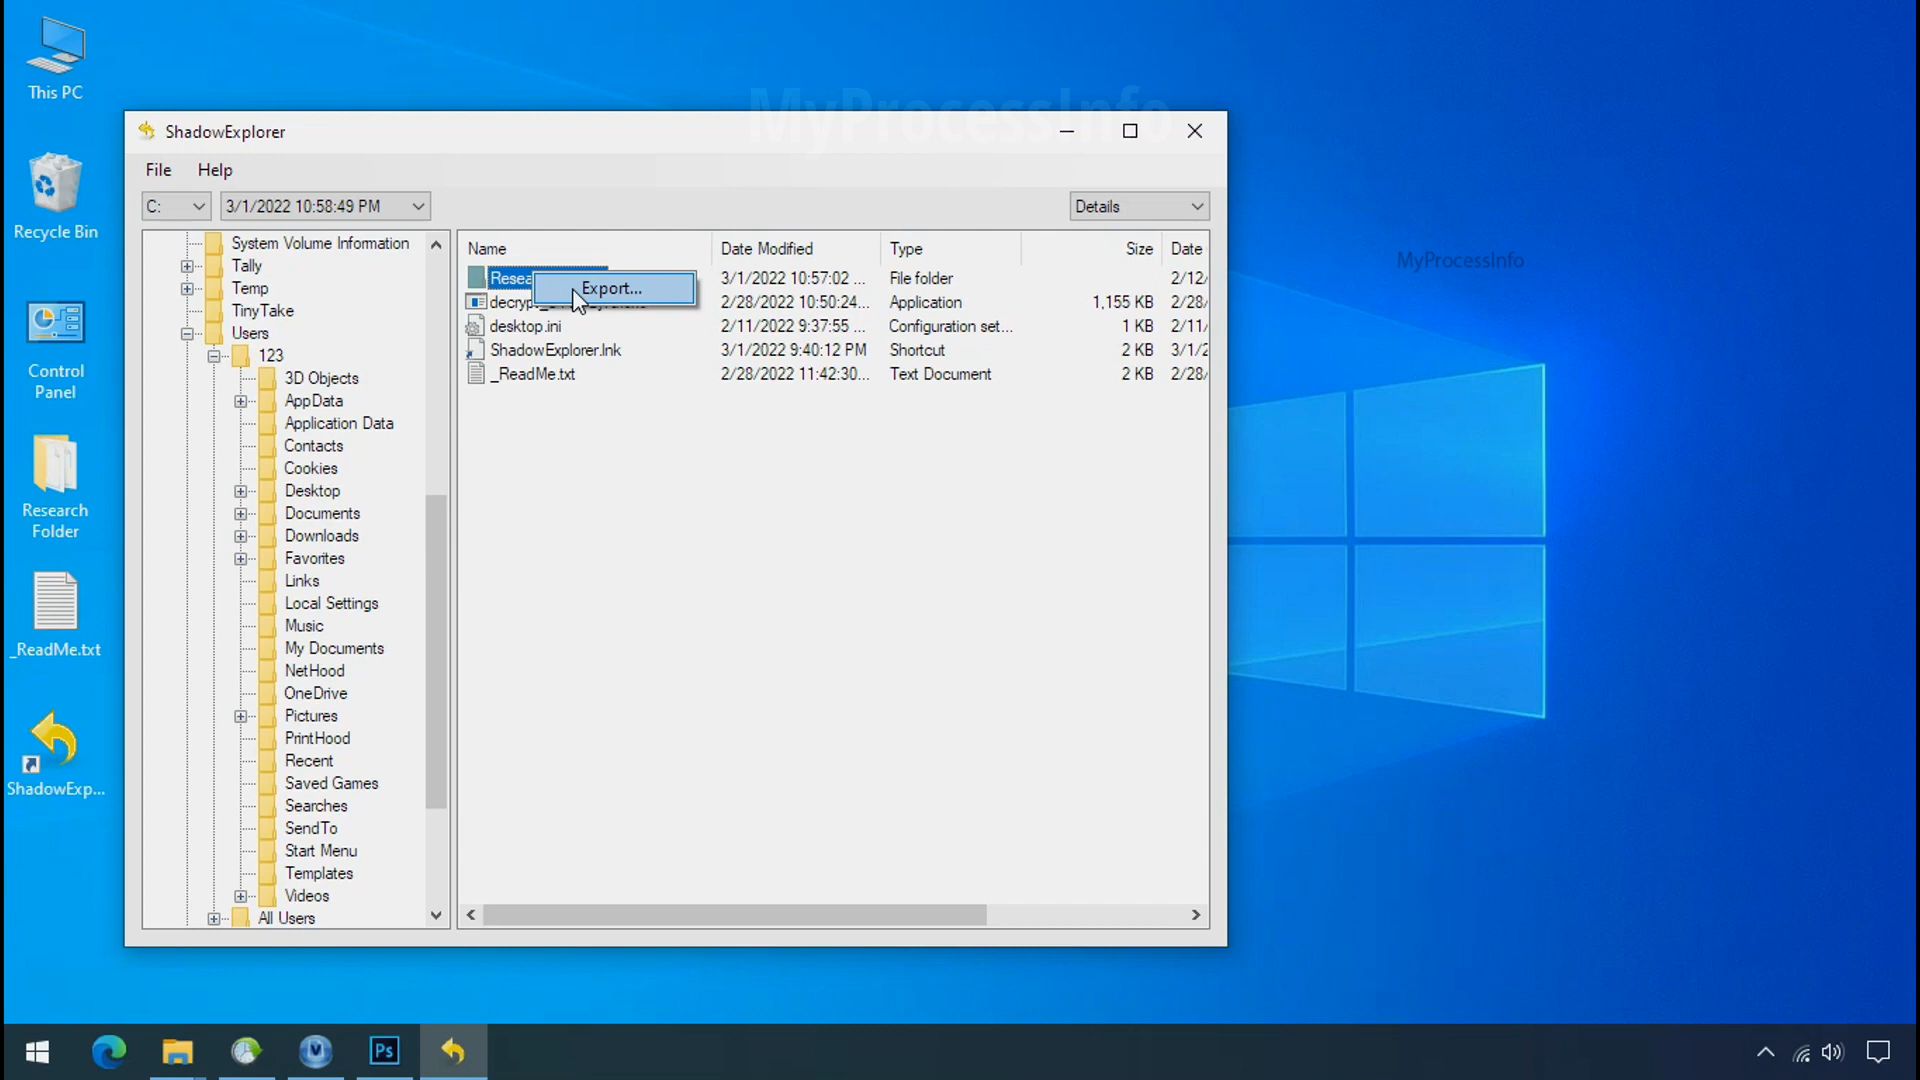 This PC
MyProcessInfo
ShadowExplorer
File Help
Recycle Bin
C: 3/1/2022 10:58:49 PM Details
System Volume Information
Name Date Modified Type Size Date
MyProcessInfo
Tally
Resea 3/1/2022 10:57:02 ... File folder 2/12/
Export...
Temp
2/28/2022 10:50:24... Application 1,155 KB 2/28/
TinyTake
desktop.ini 2/11/2022 9:37:55 ... Configuration set... 1 KB 2/11/
Users
ShadowExplorer.lnk 3/1/2022 9:40:12 PM Shortcut 2 KB 3/1/2
123
_ReadMe.txt 2/28/2022 11:42:30... Text Document 2 KB 2/28/
Control
Panel
3D Objects
AppData
Application Data
Contacts
Cookies
Desktop
Research
Folder
Documents
Downloads
Favorites
Links
Local Settings
Music
_ReadMe.txt
My Documents
NetHood
OneDrive
Pictures
PrintHood
Recent
Saved Games
ShadowExp...
Searches
SendTo
Start Menu
Templates
Videos
All Users
Ps